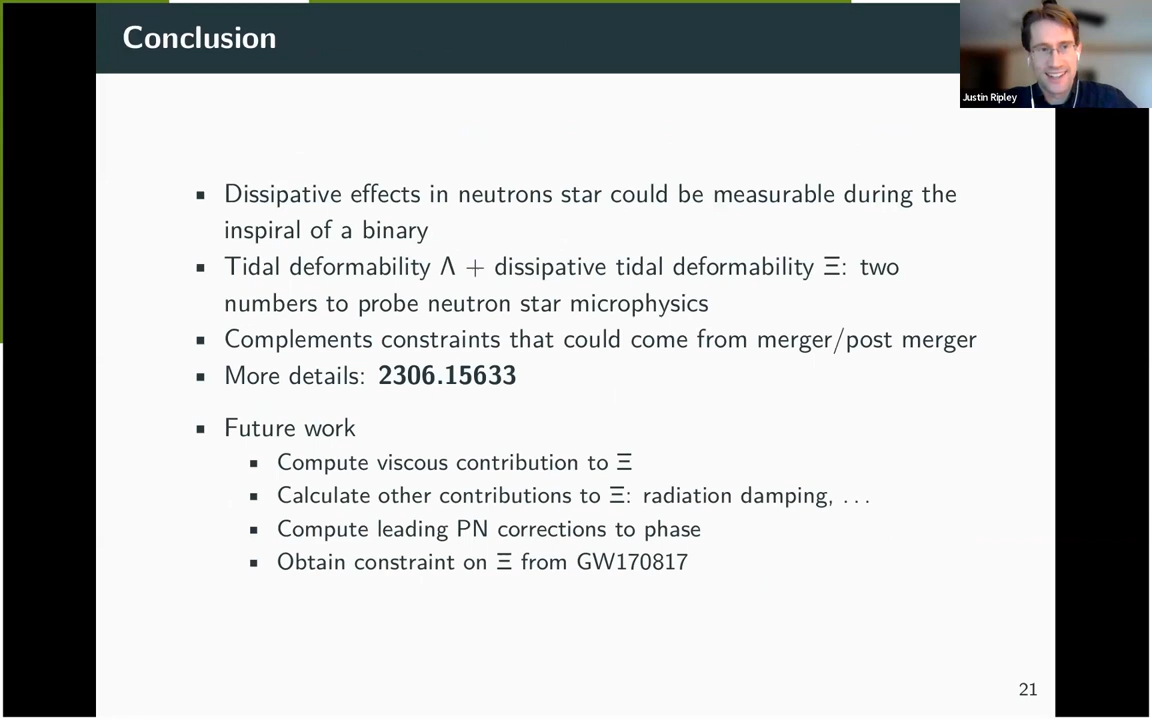 Conclusion
Justin Ripley
▪ Dissipative effects in neutrons star could be measurable during the
inspiral of a binary
▪ Tidal deformability Λ + dissipative tidal deformability Ξ: two
numbers to probe neutron star microphysics
▪ Complements constraints that could come from merger/post merger
▪ More details: 2306.15633
▪ Future work
▪ Compute viscous contribution to Ξ
▪ Calculate other contributions to Ξ: radiation damping, ...
▪ Compute leading PN corrections to phase
▪ Obtain constraint on Ξ from GW170817
21